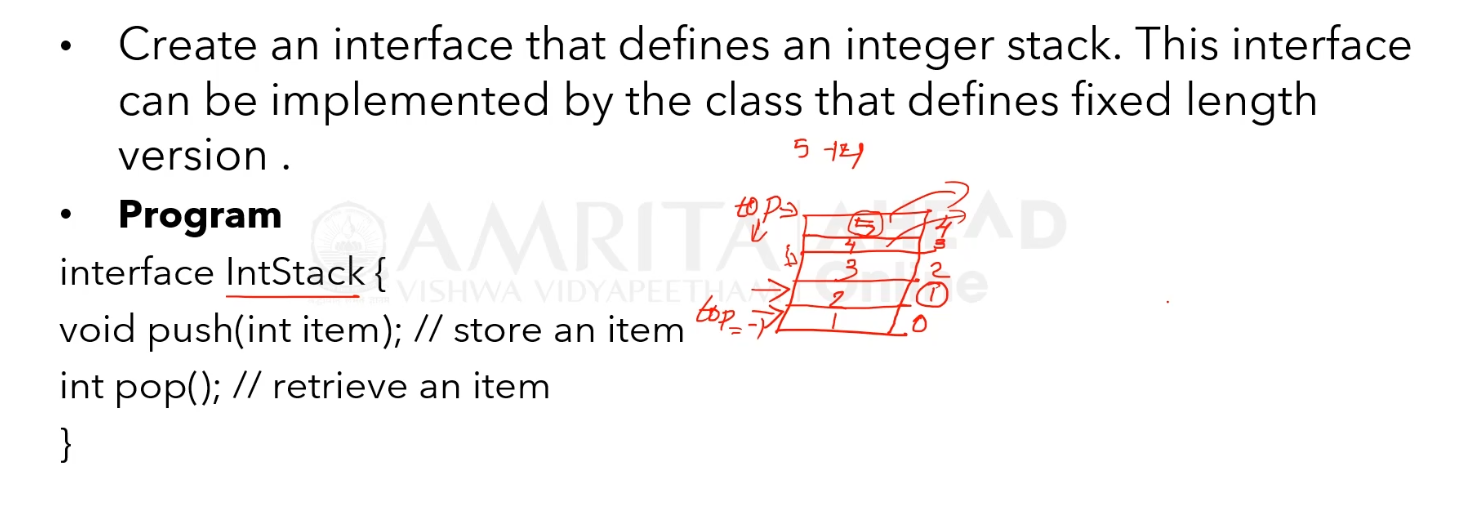 • Create an interface that defines an integer stack. This interface
can be implemented by the class that defines fixed length
version .
5
• Program
top
AMRITA AHEAD
VISHWA VIDYAPEETHAM Online
interface IntStack {
void push(int item); // store an item
top = -1
int pop(); // retrieve an item
}
5 4
4 3
3 2
2 1
1 0